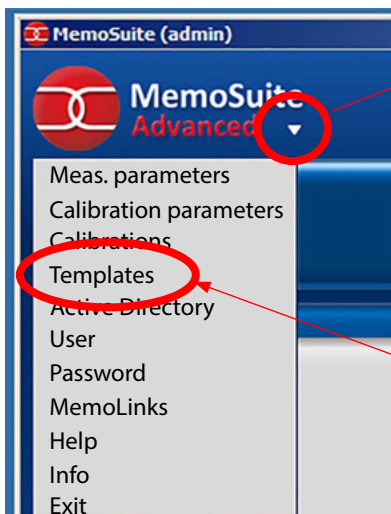 MemoSuite (admin)
MemoSuite
Advanced
Meas. parameters
Calibration parameters
Calibrations
Templates
Active Directory
User
Password
MemoLinks
Help
Info
Exit